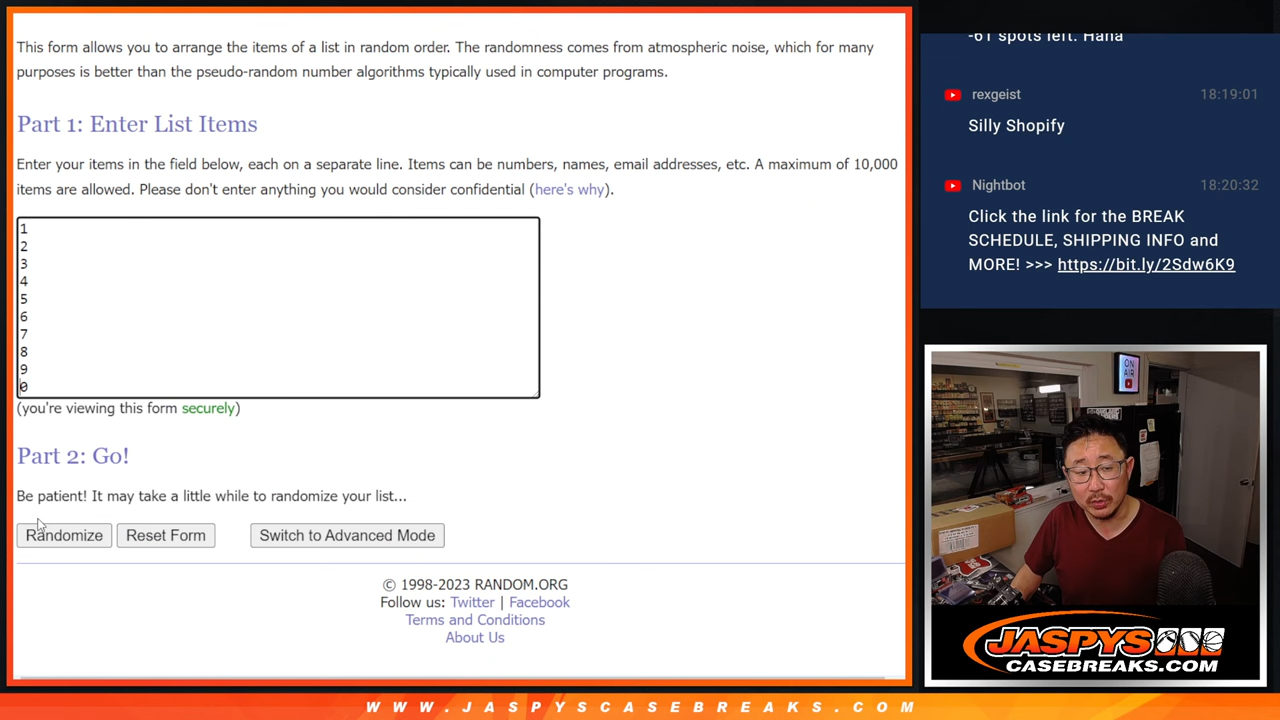 This form allows you to arrange the items of a list in random order. The randomness comes from atmospheric noise, which for many
purposes is better than the pseudo-random number algorithms typically used in computer programs.
Part 1: Enter List Items
Enter your items in the field below, each on a separate line. Items can be numbers, names, email addresses, etc. A maximum of 10,000
items are allowed. Please don't enter anything you would consider confidential (here's why).
1
2
3
4
5
6
7
8
9
0
(you're viewing this form securely)
Part 2: Go!
Be patient! It may take a little while to randomize your list...
Randomize
Reset Form
Switch to Advanced Mode
© 1998-2023 RANDOM.ORG
Follow us: Twitter | Facebook
Terms and Conditions
About Us
-61 spots left. Hana
rexgeist 18:19:01
Silly Shopify
Nightbot 18:20:32
Click the link for the BREAK
SCHEDULE, SHIPPING INFO and
MORE! >>> https://bit.ly/2Sdw6K9
ON
AIR
JASPYS
CASEBREAKS.COM
WWW.JASPYSCASEBREAKS.COM